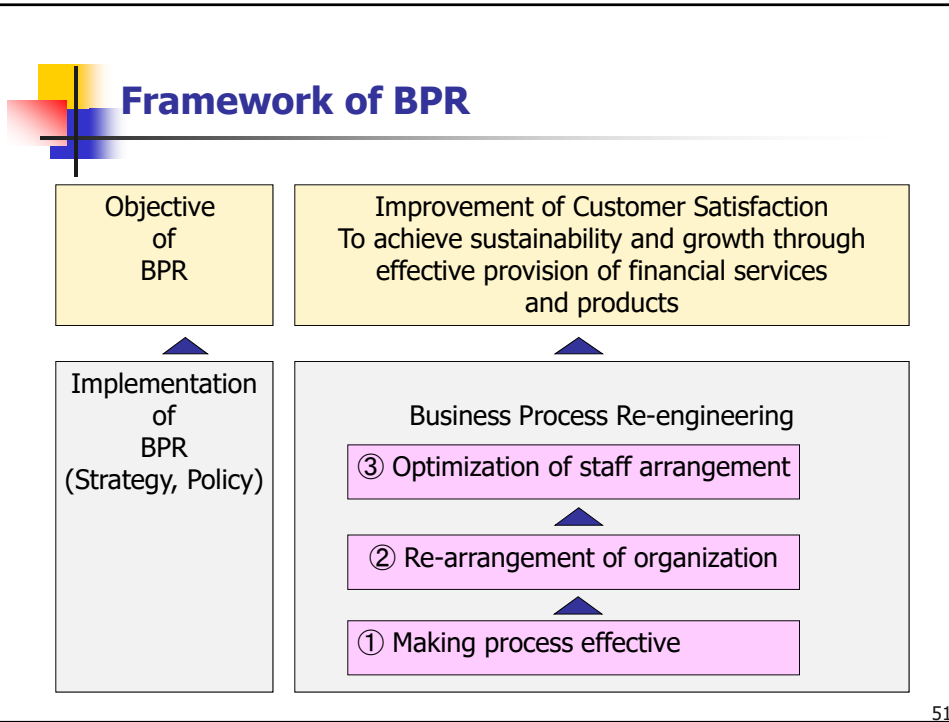 Framework of BPR
Objective
of
BPR
Improvement of Customer Satisfaction
To achieve sustainability and growth through
effective provision of financial services
and products
Implementation
of
BPR
(Strategy, Policy)
Business Process Re-engineering
③ Optimization of staff arrangement
② Re-arrangement of organization
① Making process effective
51